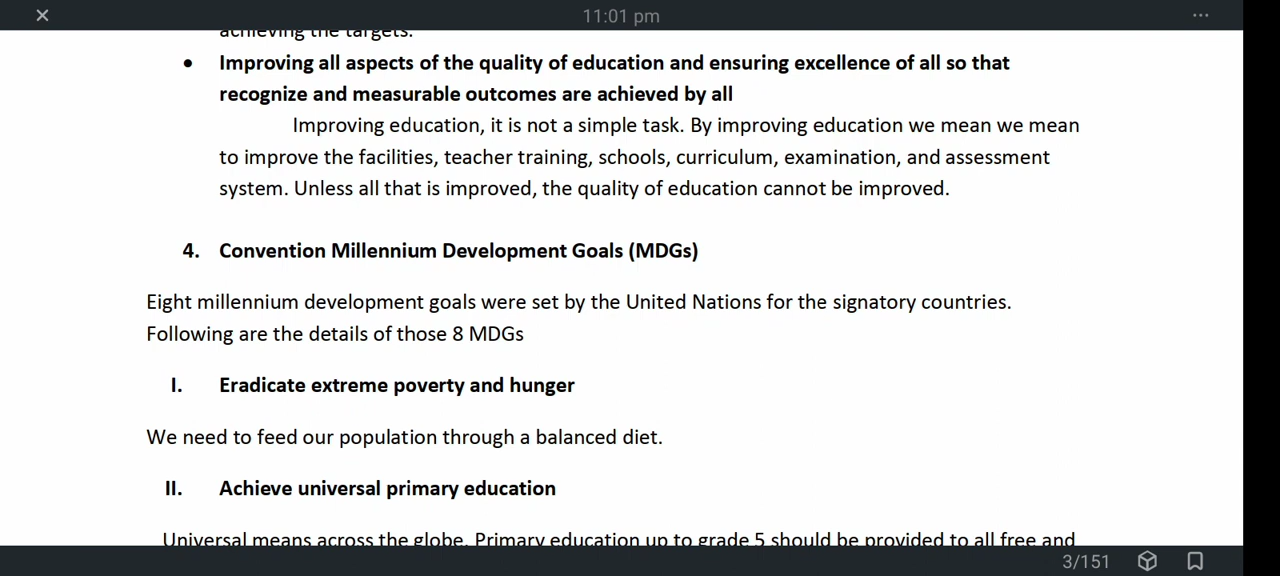 11:01 pm
achieving the targets.
• Improving all aspects of the quality of education and ensuring excellence of all so that
recognize and measurable outcomes are achieved by all
Improving education, it is not a simple task. By improving education we mean we mean
to improve the facilities, teacher training, schools, curriculum, examination, and assessment
system. Unless all that is improved, the quality of education cannot be improved.
4. Convention Millennium Development Goals (MDGs)
Eight millennium development goals were set by the United Nations for the signatory countries.
Following are the details of those 8 MDGs
I. Eradicate extreme poverty and hunger
We need to feed our population through a balanced diet.
II. Achieve universal primary education
Universal means across the globe. Primary education up to grade 5 should be provided to all free and
3/151